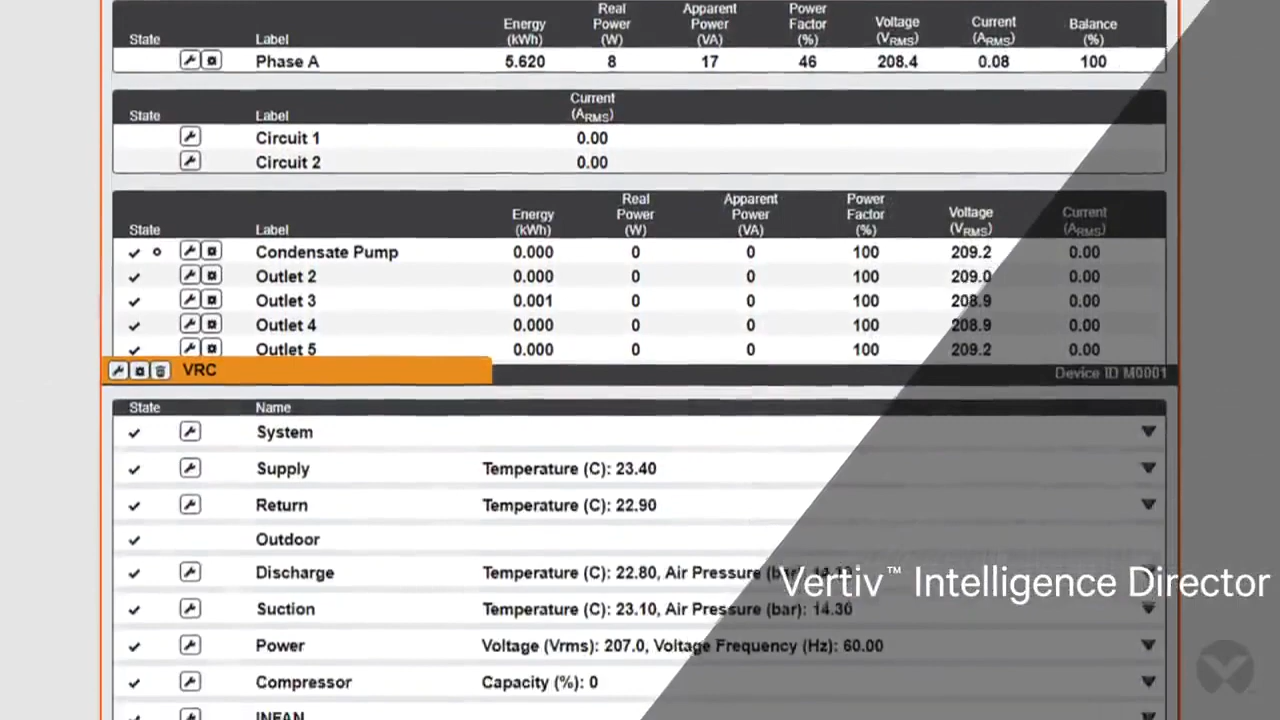 State Label Energy (kWh) Real Power (W) Apparent Power (VA) Power Factor (%) Voltage (VRMS) Current (ARMS) Balance (%)
Phase A 5.620 8 17 46 208.4 0.08 100
State Label Current (ARMS)
Circuit 1 0.00
Circuit 2 0.00
State Label Energy (kWh) Real Power (W) Apparent Power (VA) Power Factor (%) Voltage (VRMS) Current (ARMS)
Condensate Pump 0.000 0 0 100 209.2 0.00
Outlet 2 0.000 0 0 100 209.0 0.00
Outlet 3 0.001 0 0 100 208.9 0.00
Outlet 4 0.000 0 0 100 208.9 0.00
Outlet 5 0.000 0 0 100 209.2 0.00
VRC Device ID M0001
State Name
System
Supply Temperature (C): 23.40
Return Temperature (C): 22.90
Outdoor
Discharge Temperature (C): 22.80, Air Pressure
Vertiv™ Intelligence Director
Suction Temperature (C): 23.10, Air Pressure (bar): 14.30
Power Voltage (Vrms): 207.0, Voltage Frequency (Hz): 60.00
Compressor Capacity (%): 0
INFAN